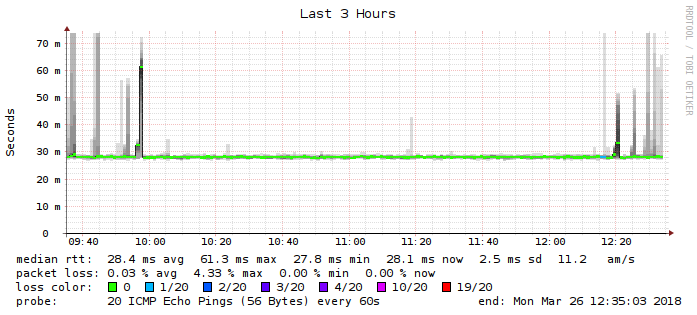 Last 3 Hours
RRDTOOL / TOBI OETIKER
Seconds
70 m
60 m
50 m
40 m
30 m
20 m
10 m
0
09:40 10:00 10:20 10:40 11:00 11:20 11:40 12:00 12:20
median rtt: 28.4 ms avg 61.3 ms max 27.8 ms min 28.1 ms now 2.5 ms sd 11.2 am/s
packet loss: 0.03 % avg 4.33 % max 0.00 % min 0.00 % now
loss color: 0 1/20 2/20 3/20 4/20 10/20 19/20
probe: 20 ICMP Echo Pings (56 Bytes) every 60s end: Mon Mar 26 12:35:03 2018